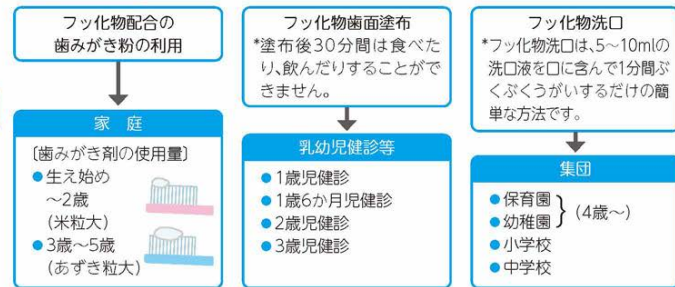 フッ化物配合の
歯みがき粉の利用
家 庭
〔歯みがき剤の使用量〕
●生え始め
～2歳
(米粒大)
●3歳～5歳
(あずき粒大)
フッ化物歯面塗布
*塗布後30分間は食べた
り、飲んだりすることがで
きません。
乳幼児健診等
●1歳児健診
●1歳6か月児健診
●2歳児健診
●3歳児健診
フッ化物洗口
*フッ化物洗口は、5～10mlの
洗口液を口に含んで1分間ぶ
くぶくうがいするだけの簡
単な方法です。
集団
●保育園
●幼稚園
} (4歳～)
●小学校
●中学校